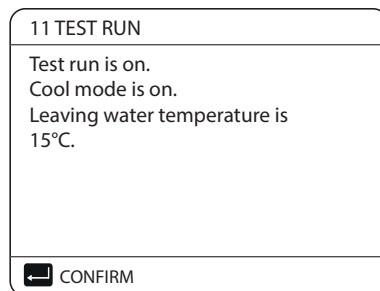 11 TEST RUN
Test run is on.
Cool mode is on.
Leaving water temperature is
15°C.
CONFIRM